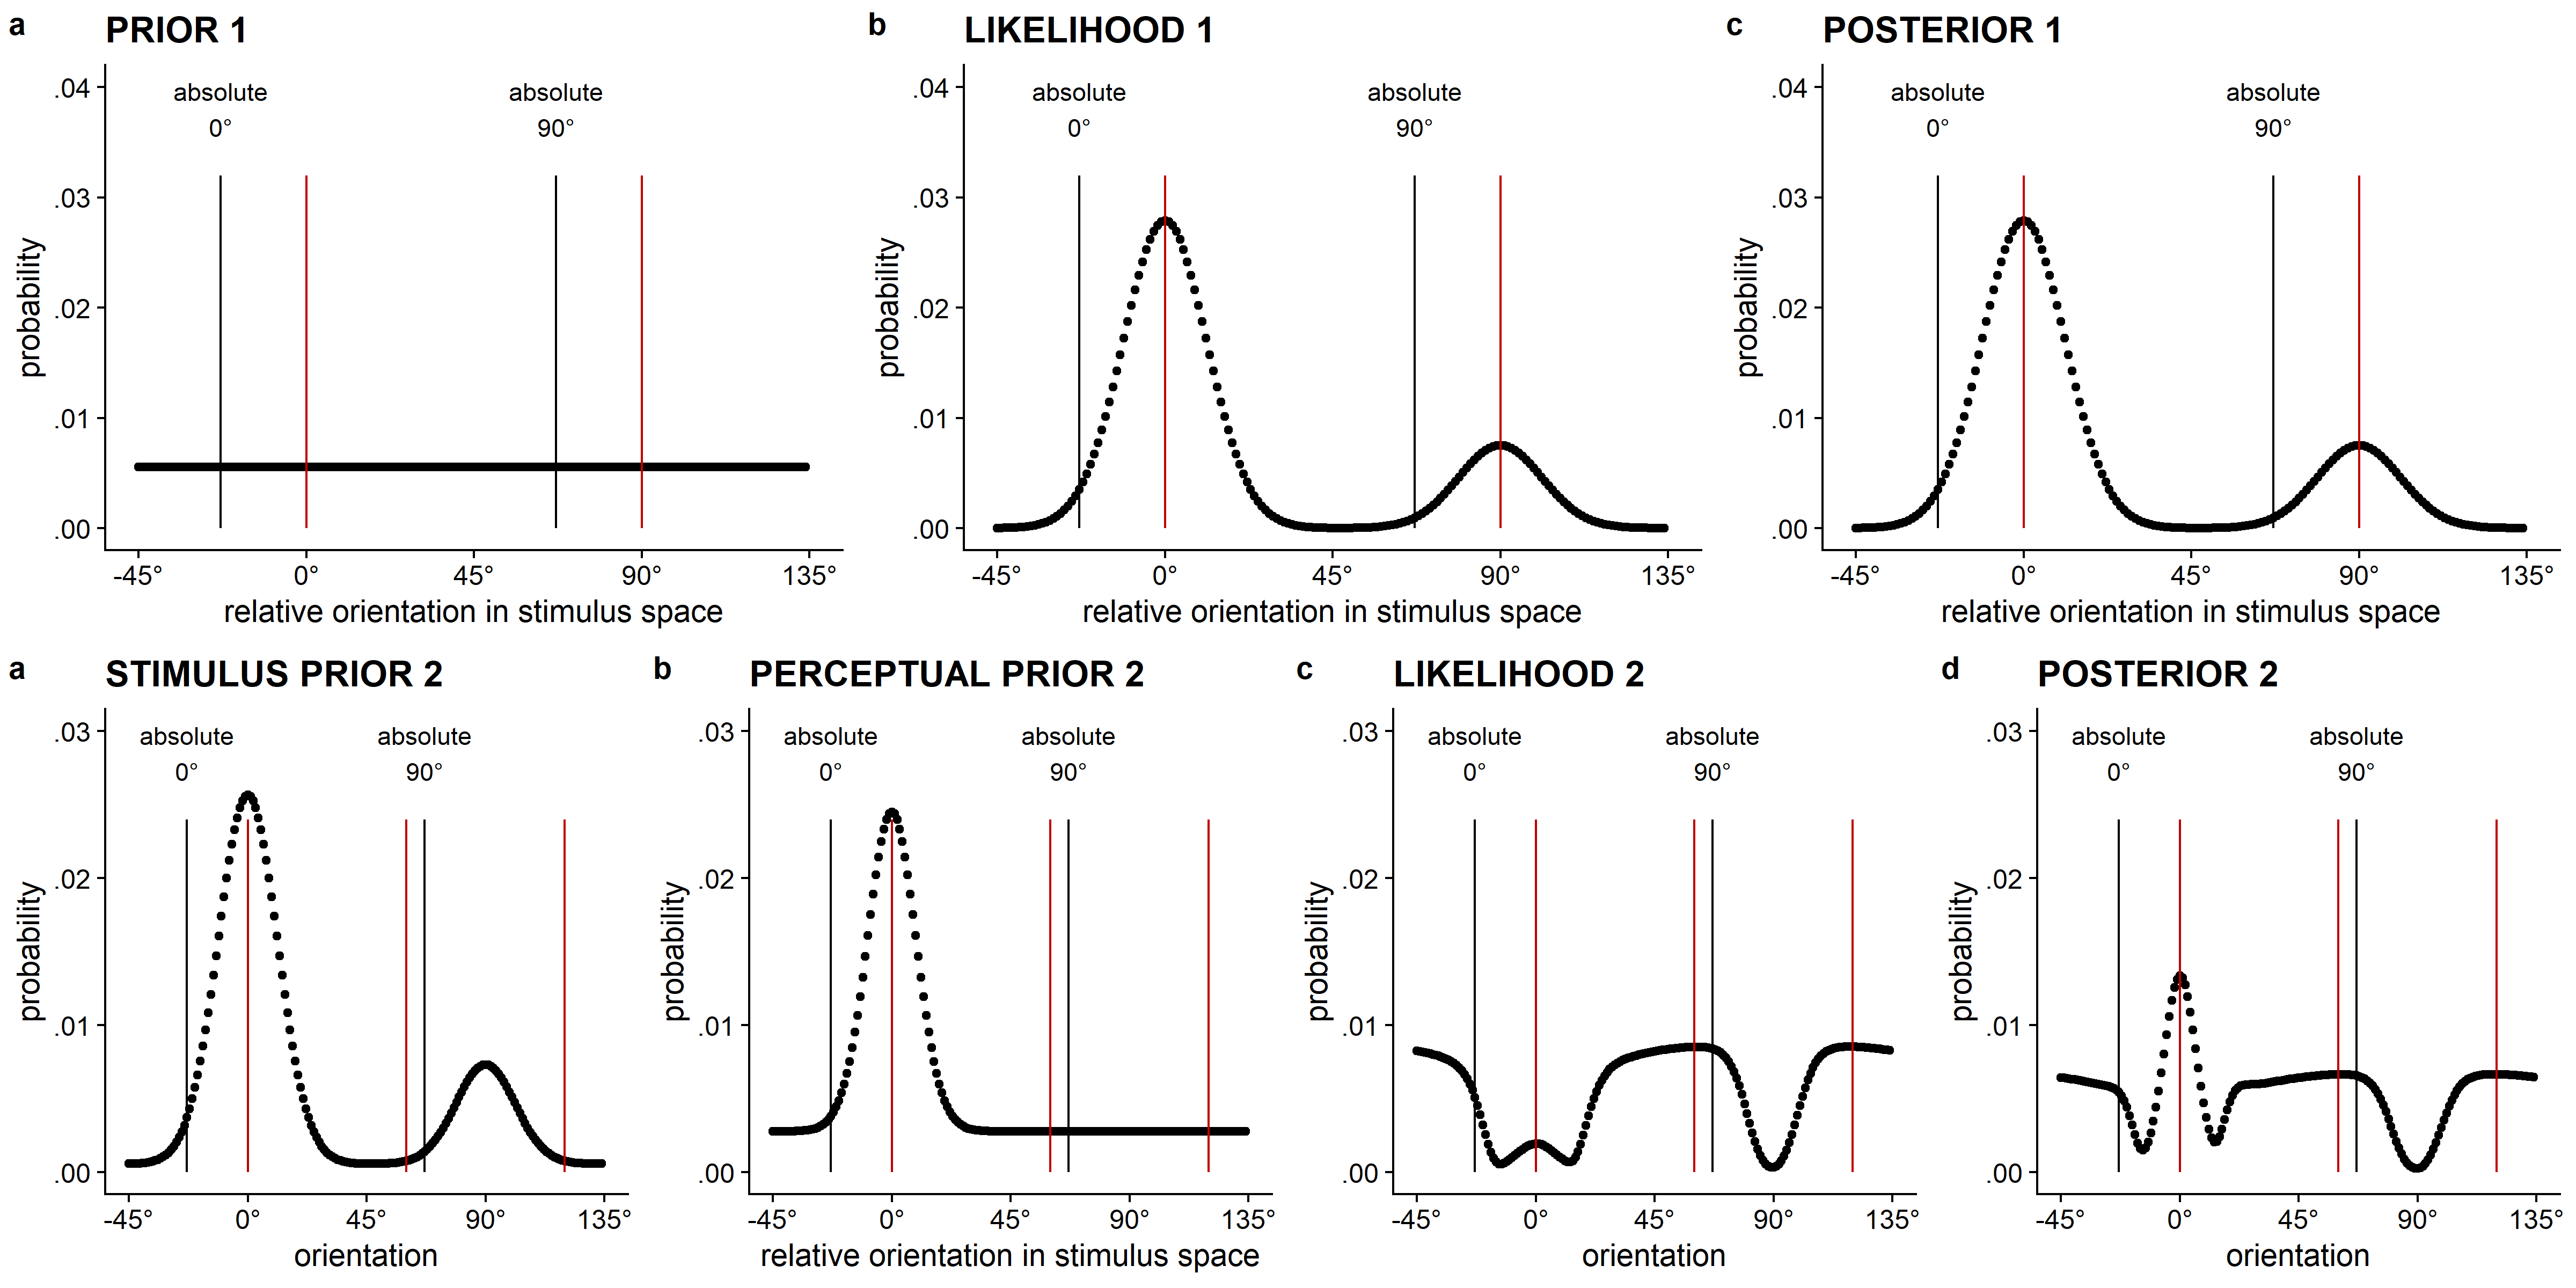 a PRIOR 1
absolute absolute
0° 90°
.04
.03
.02
.01
.00
probability
-45° 0° 45° 90° 135°
relative orientation in stimulus space
b LIKELIHOOD 1
absolute absolute
0° 90°
.04
.03
.02
.01
.00
probability
-45° 0° 45° 90° 135°
relative orientation in stimulus space
c POSTERIOR 1
absolute absolute
0° 90°
.04
.03
.02
.01
.00
probability
-45° 0° 45° 90° 135°
relative orientation in stimulus space
a STIMULUS PRIOR 2
absolute absolute
0° 90°
.03
.02
.01
.00
probability
-45° 0° 45° 90° 135°
orientation
b PERCEPTUAL PRIOR 2
absolute absolute
0° 90°
.03
.02
.01
.00
probability
-45° 0° 45° 90° 135°
relative orientation in stimulus space
c LIKELIHOOD 2
absolute absolute
0° 90°
.03
.02
.01
.00
probability
-45° 0° 45° 90° 135°
orientation
d POSTERIOR 2
absolute absolute
0° 90°
.03
.02
.01
.00
probability
-45° 0° 45° 90° 135°
orientation